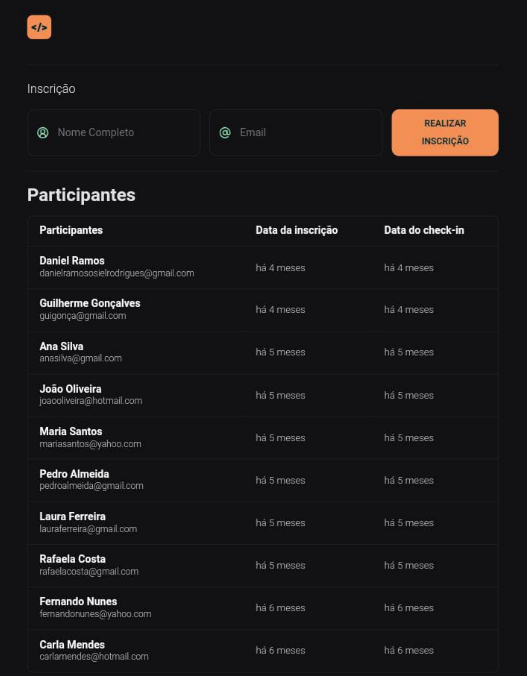 </>
Inscrição
Nome Completo
Email
REALIZAR
INSCRIÇÃO
Participantes
Participantes Data da inscrição Data do check-in
Daniel Ramos
danielramososielrodrigues@gmail.com
há 4 meses há 4 meses
Guilherme Gonçalves
guigonça@gmail.com
há 4 meses há 4 meses
Ana Silva
anasilva@gmail.com
há 5 meses há 5 meses
João Oliveira
joaooliveira@hotmail.com
há 5 meses há 5 meses
Maria Santos
mariasantos@yahoo.com
há 5 meses há 5 meses
Pedro Almeida
pedroalmeida@gmail.com
há 5 meses há 5 meses
Laura Ferreira
lauraferreira@gmail.com
há 5 meses há 5 meses
Rafaela Costa
rafaelacosta@gmail.com
há 5 meses há 5 meses
Fernando Nunes
fernandonunes@yahoo.com
há 6 meses há 6 meses
Carla Mendes
carlamendes@hotmail.com
há 6 meses há 6 meses